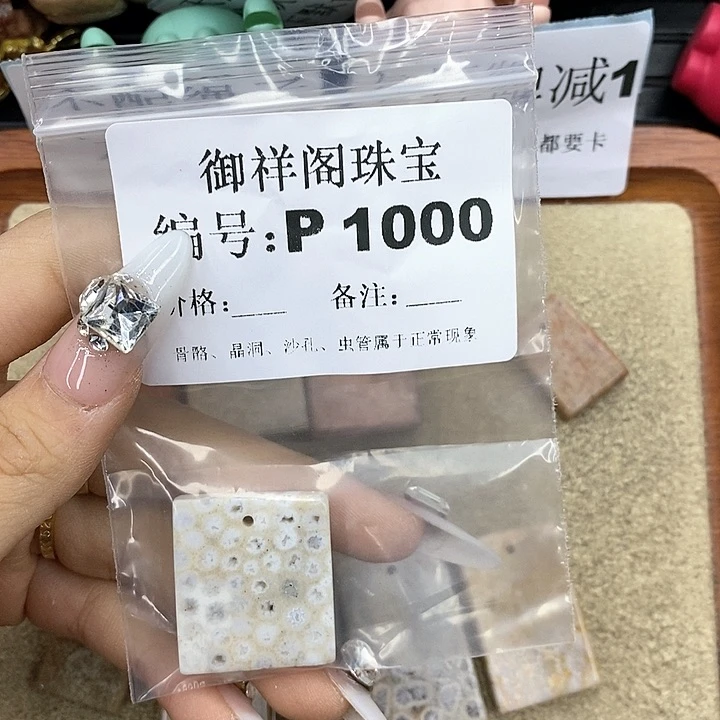 减1
都要卡
御祥阁珠宝
编号:P 1000
价格:____ 备注:____
骨骼、晶洞、沙孔、虫管属于正常现象